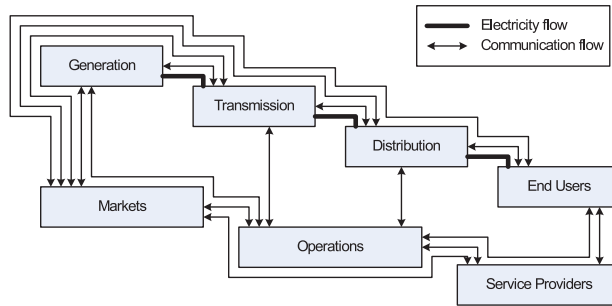 Electricity flow
Communication flow
Generation
Transmission
Distribution
End Users
Markets
Operations
Service Providers